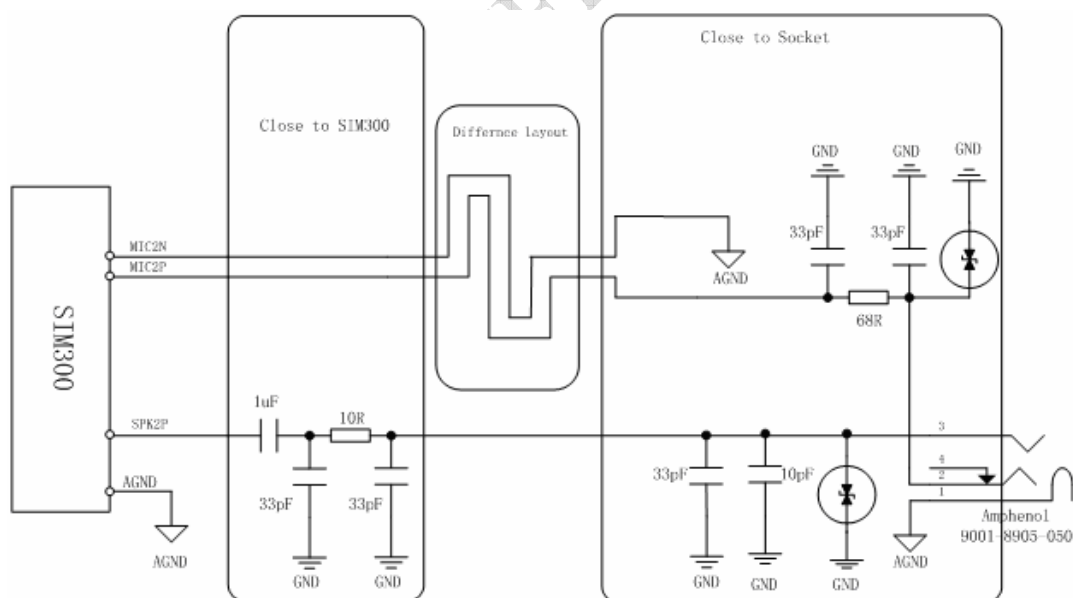 Close to Socket
Close to SIM300
Differnce layout
GND
GND
GND
33pF
33pF
MIC2N
MIC2P
AGND
68R
SIM300
SPK2P
1uF
10R
3
4
2
1
33pF
33pF
33pF
10pF
AGND
AGND
GND
GND
GND
GND
GND
AGND
Amphenol
9001-8905-050